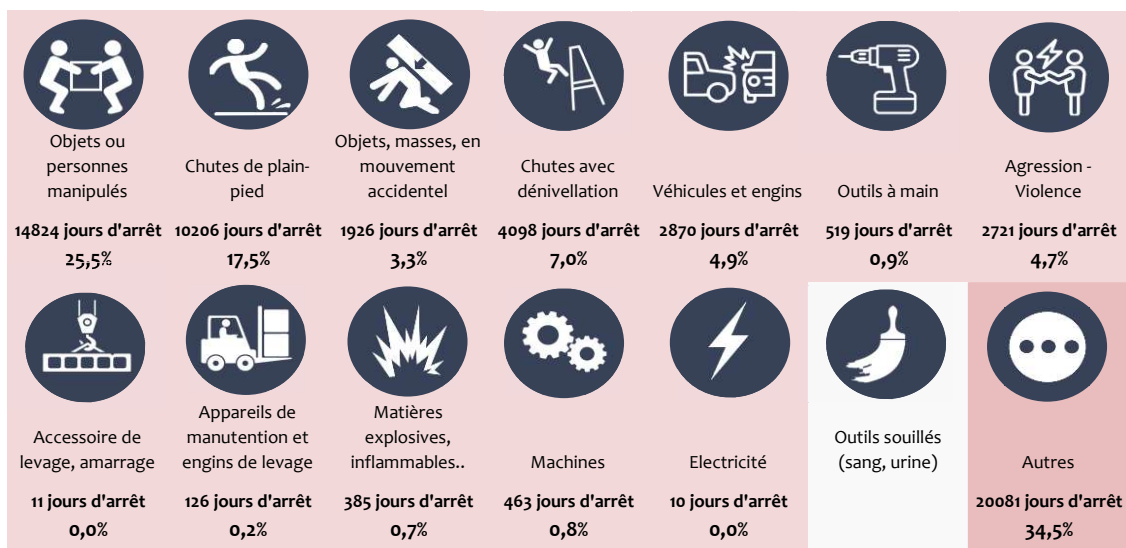 Objets ou
personnes
manipulés
14824 jours d'arrêt
25,5%
Chutes de plain-
pied
10206 jours d'arrêt
17,5%
Objets, masses, en
mouvement
accidentel
1926 jours d'arrêt
3,3%
Chutes avec
dénivellation
4098 jours d'arrêt
7,0%
Véhicules et engins
2870 jours d'arrêt
4,9%
Outils à main
519 jours d'arrêt
0,9%
Agression -
Violence
2721 jours d'arrêt
4,7%
Accessoire de
levage, amarrage
11 jours d'arrêt
0,0%
Appareils de
manutention et
engins de levage
126 jours d'arrêt
0,2%
Matières
explosives,
inflammables..
385 jours d'arrêt
0,7%
Machines
463 jours d'arrêt
0,8%
Electricité
10 jours d'arrêt
0,0%
Outils souillés
(sang, urine)
Autres
20081 jours d'arrêt
34,5%